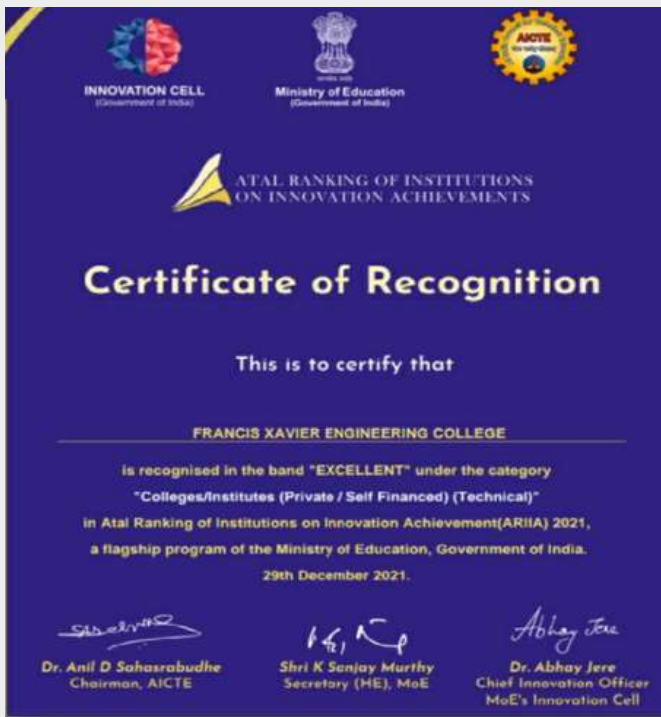 AICTE
INNOVATION CELL
(Government of India)
Ministry of Education
(Government of India)
ATAL RANKING OF INSTITUTIONS
ON INNOVATION ACHIEVEMENTS
Certificate of Recognition
This is to certify that
FRANCIS XAVIER ENGINEERING COLLEGE
is recognised in the band "EXCELLENT" under the category
"Colleges/Institutes (Private / Self Financed) (Technical)"
in Atal Ranking of Institutions on Innovation Achievement(ARIIA) 2021,
a flagship program of the Ministry of Education, Government of India.
29th December 2021.
Abhay Jere
Dr. Anil D Sahasrabudhe
Chairman, AICTE
Shri K Sanjay Murthy
Secretary (HE), MoE
Dr. Abhay Jere
Chief Innovation Officer
MoE's Innovation Cell